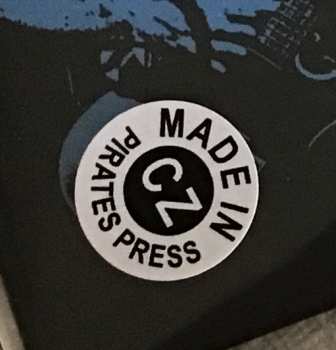 MADE IN
CZ
PIRATES PRESS